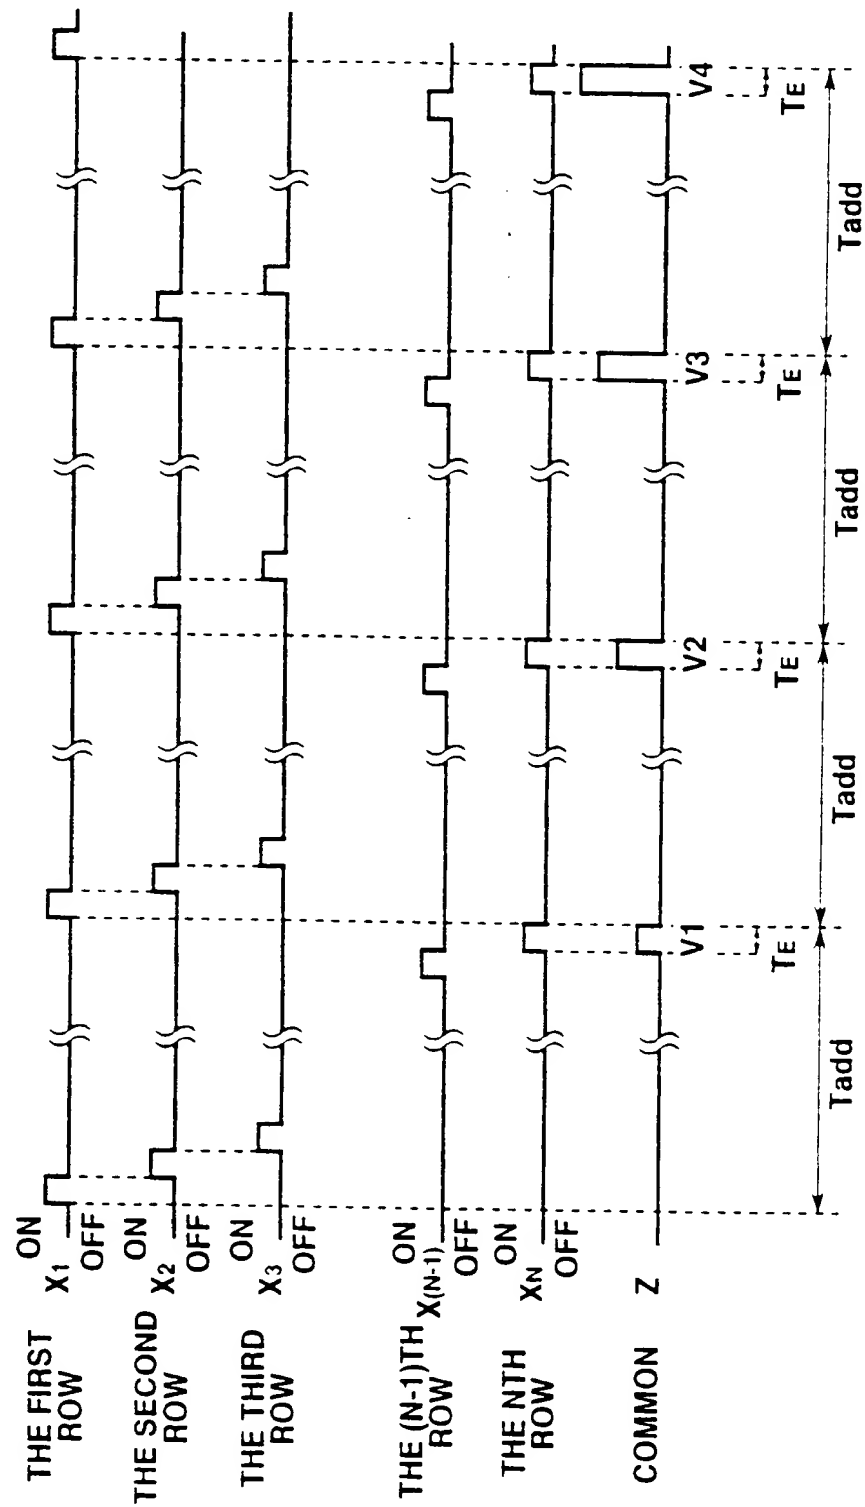 THE FIRST
ROW
X1
ON
OFF
THE SECOND
ROW
X2
ON
OFF
THE THIRD
ROW
X3
ON
OFF
THE (N-1)TH
ROW
X(N-1)
ON
OFF
THE NTH
ROW
XN
ON
OFF
COMMON
Z
V1
V2
V3
V4
TE
TE
TE
TE
Tadd
Tadd
Tadd
Tadd